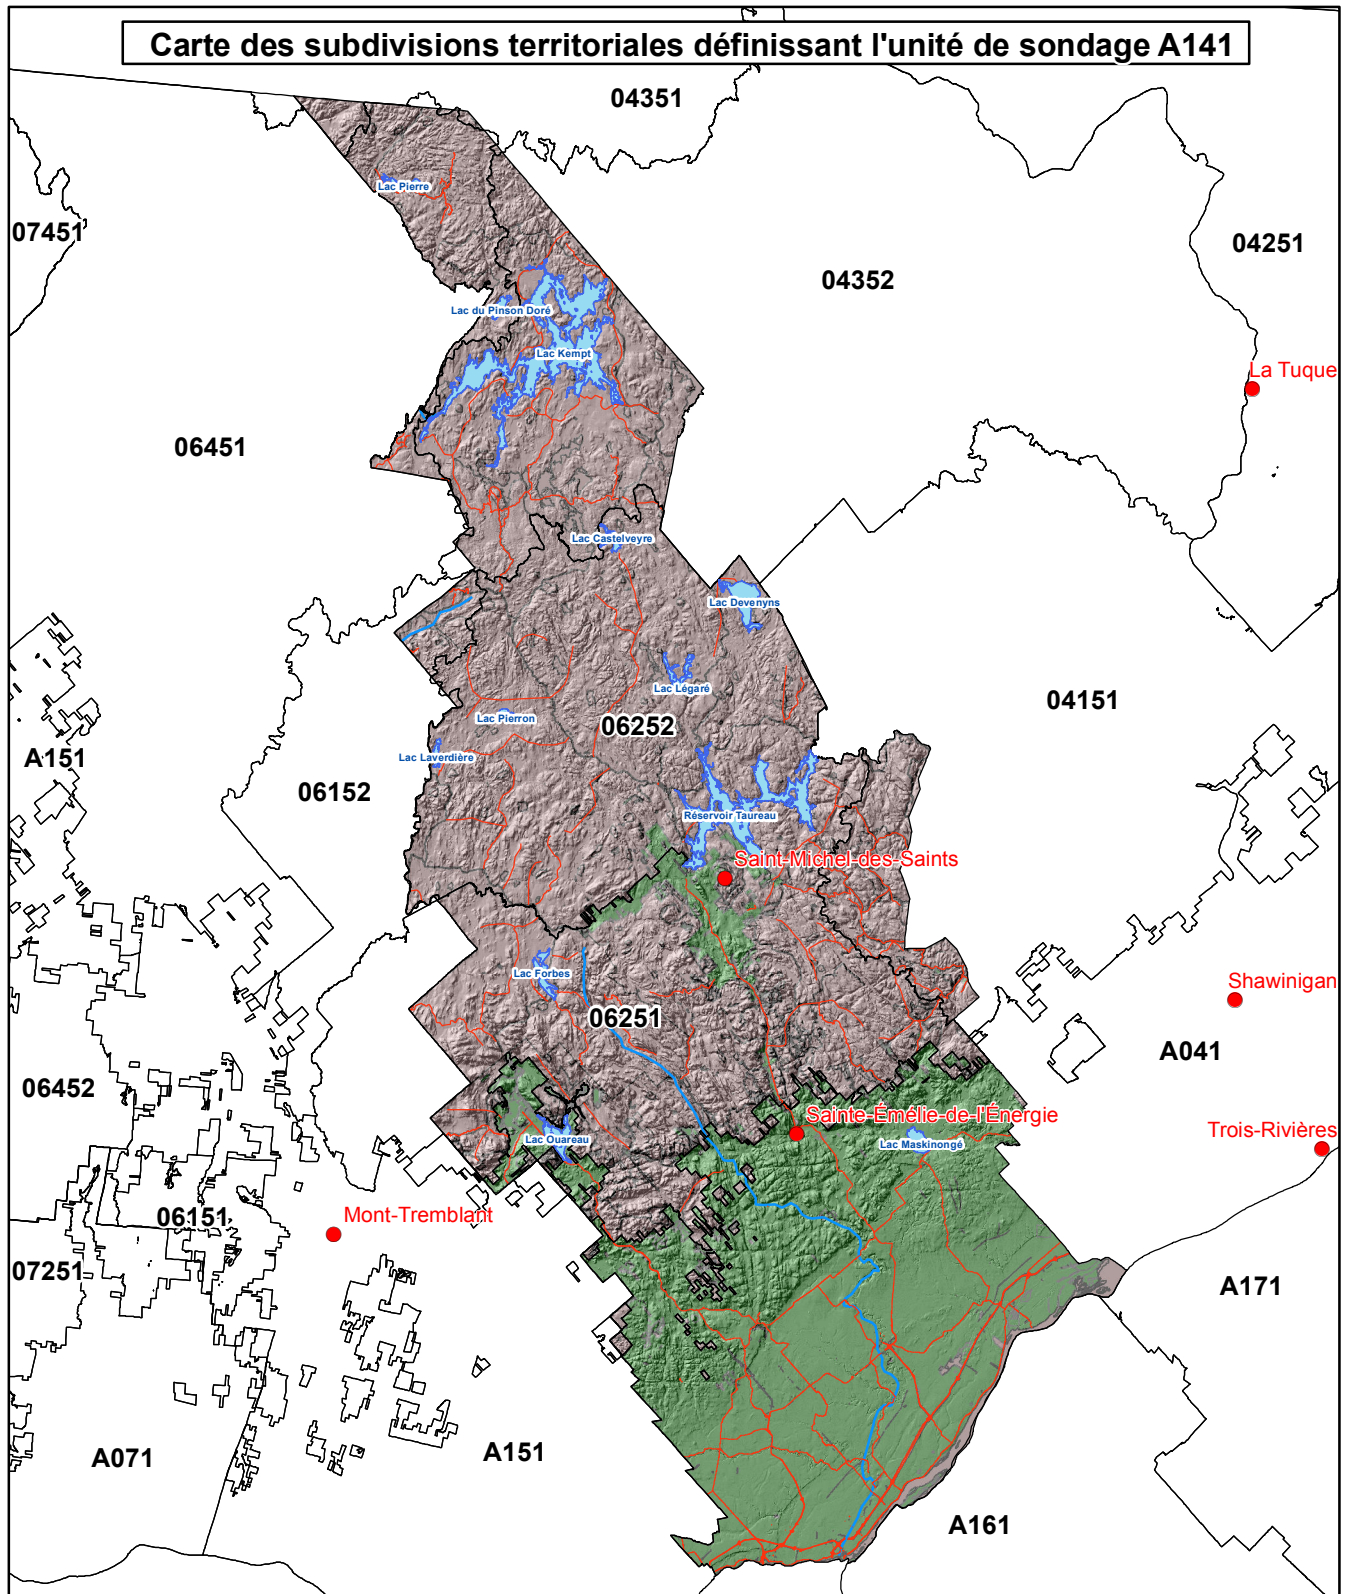 Carte des subdivisions territoriales définissant l'unité de sondage A141
04351
Lac Pierre
07451
04251
04352
Lac du Pinson Doré
Lac Kempt
La Tuque
06451
Lac Castelveyre
Lac Devenyns
Lac Légaré
04151
Lac Pierron
06252
A151
Lac Laverdière
06152
Réservoir Taureau
Saint-Michel-des-Saints
Lac Forbes
Shawinigan
06251
A041
06452
Sainte-Émélie-de-l'Énergie
Trois-Rivières
Lac Ouareau
Lac Maskinongé
06151
Mont-Tremblant
07251
A171
A071
A151
A161